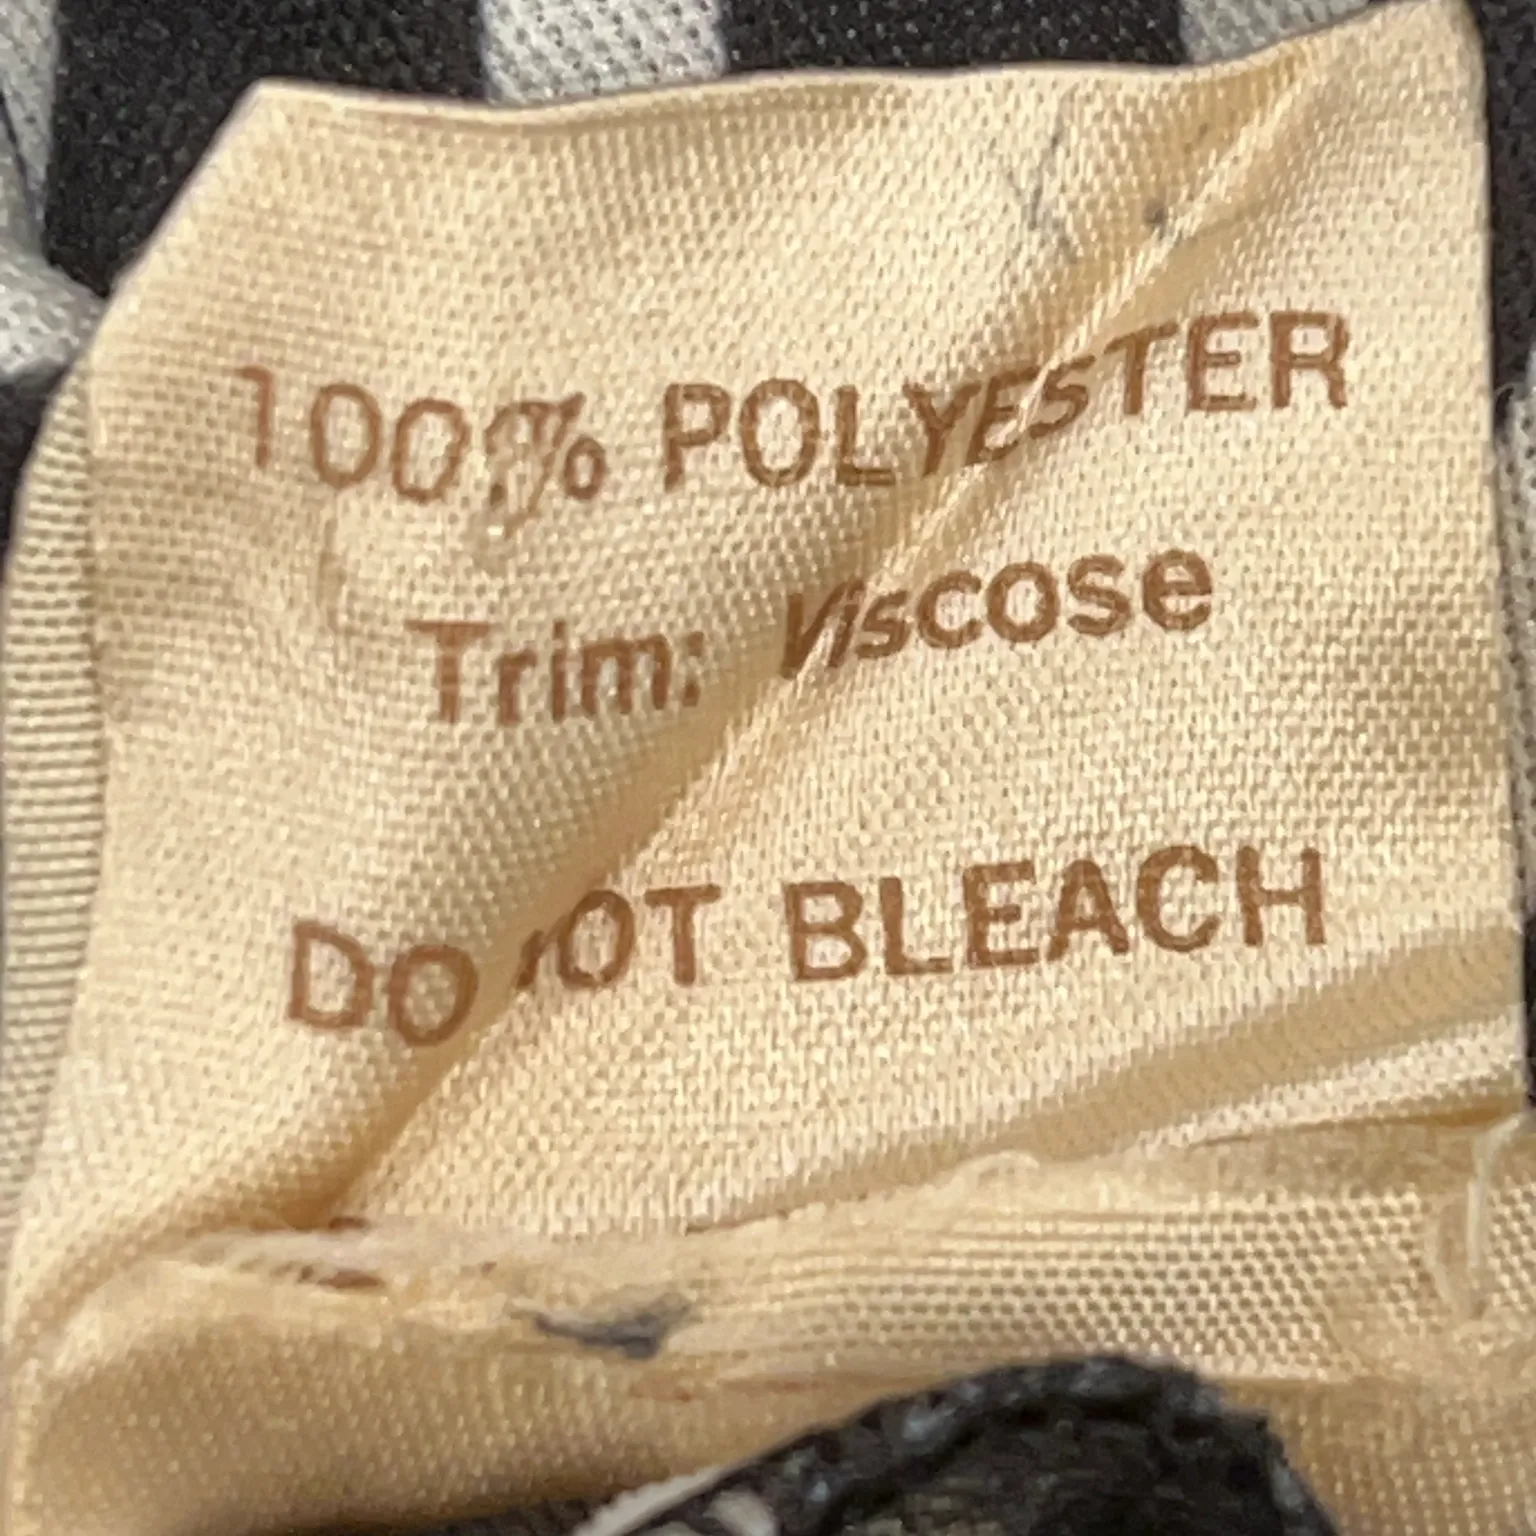 100% POLYESTER
Trim: Viscose
DO NOT BLEACH